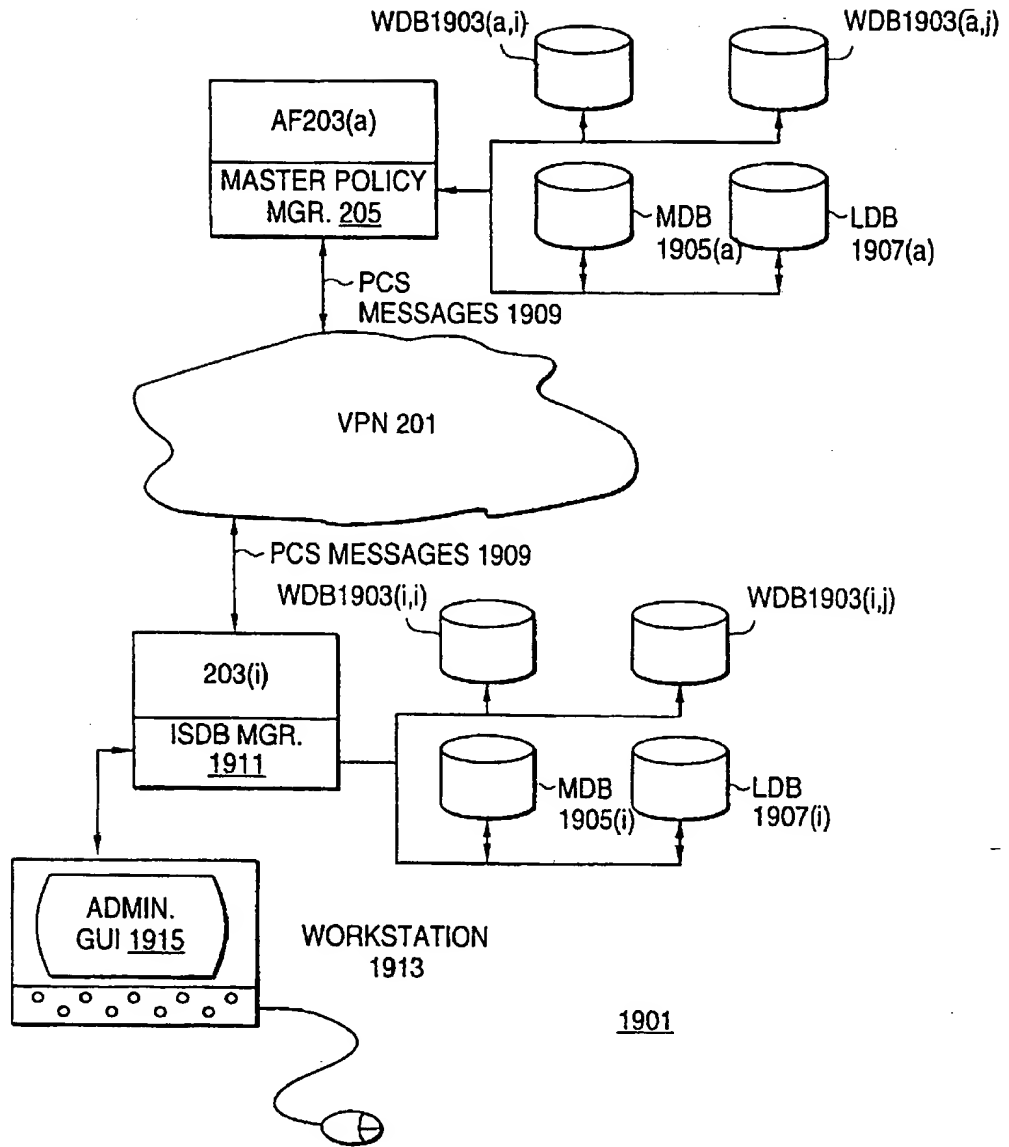 WDB1903(a,i)
WDB1903(a,j)
AF203(a)
MASTER POLICY
MGR. 205
MDB
1905(a)
LDB
1907(a)
PCS
MESSAGES 1909
VPN 201
PCS MESSAGES 1909
WDB1903(i,i)
WDB1903(i,j)
203(i)
ISDB MGR.
1911
MDB
1905(i)
LDB
1907(i)
ADMIN.
GUI 1915
WORKSTATION
1913
1901